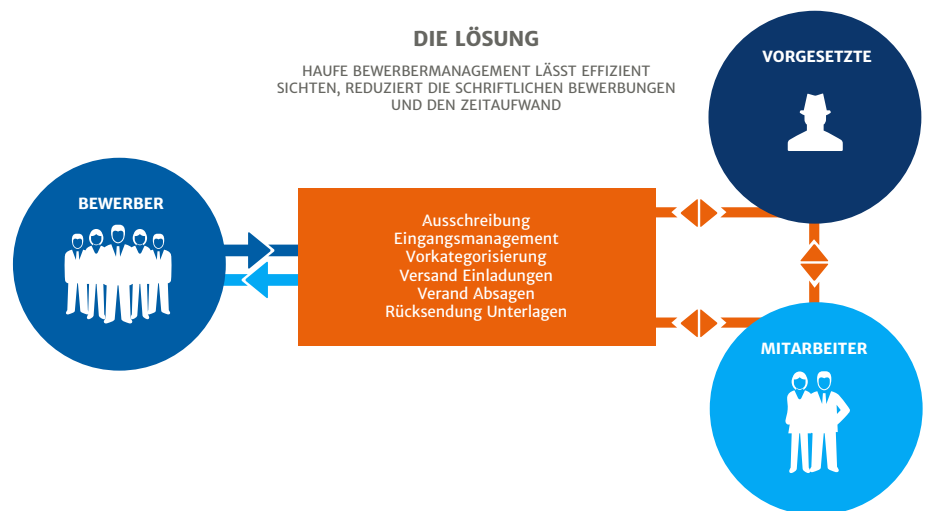 DIE LÖSUNG
HAUFE BEWERBERMANAGEMENT LÄSST EFFIZIENT
SICHTEN, REDUZIERT DIE SCHRIFTLICHEN BEWERBUNGEN
UND DEN ZEITAUFWAND
VORGESETZTE
BEWERBER
Ausschreibung
Eingangsmanagement
Vorkategorisierung
Versand Einladungen
Verand Absagen
Rücksendung Unterlagen
MITARBEITER